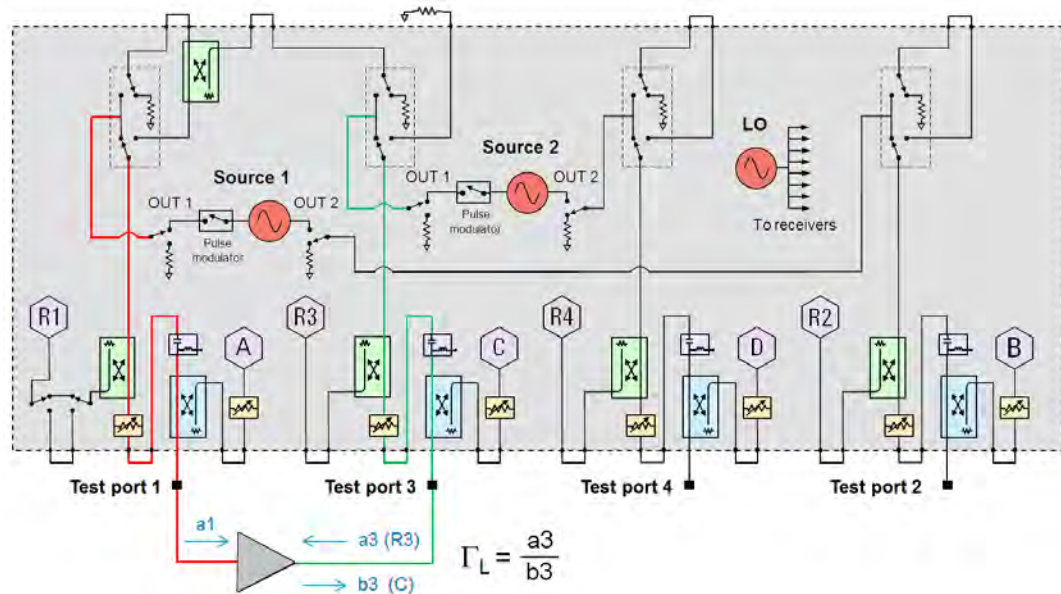 Source 1
OUT 1
OUT 2
Pulse
modulator
Source 2
OUT 1
OUT 2
Pulse
modulator
LO
To receivers
R1
A
R3
C
R4
D
R2
B
Test port 1
Test port 3
Test port 4
Test port 2
a1
a3 (R3)
b3 (C)
Γ_L = a3
b3